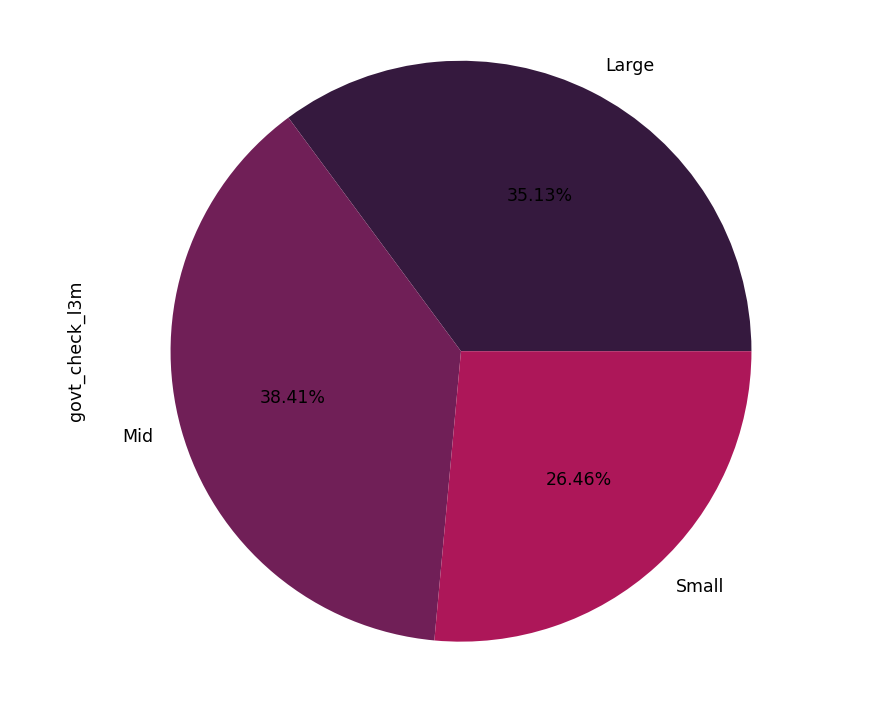 Large
35.13%
govt_check_l3m
38.41%
Mid
26.46%
Small